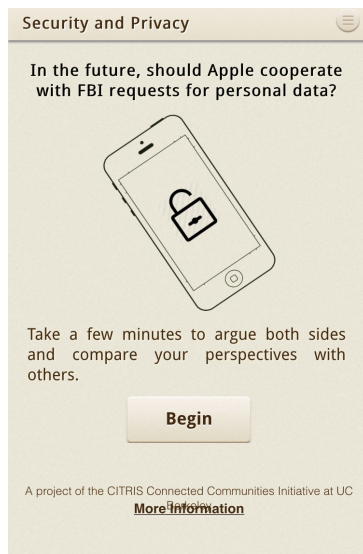 Security and Privacy
In the future, should Apple cooperate
with FBI requests for personal data?
Take a few minutes to argue both sides
and compare your perspectives with
others.
Begin
A project of the CITRIS Connected Communities Initiative at UC
Berkeley
More Information